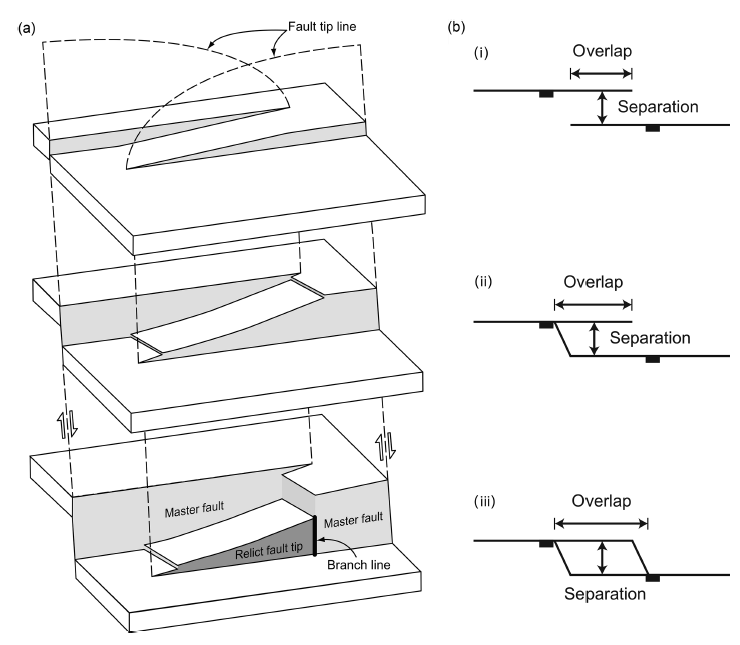 (a)
Fault tip line
Master fault
Master fault
Relict fault tip
Branch line
(b)
(i)
Overlap
Separation
(ii)
Overlap
Separation
(iii)
Overlap
Separation